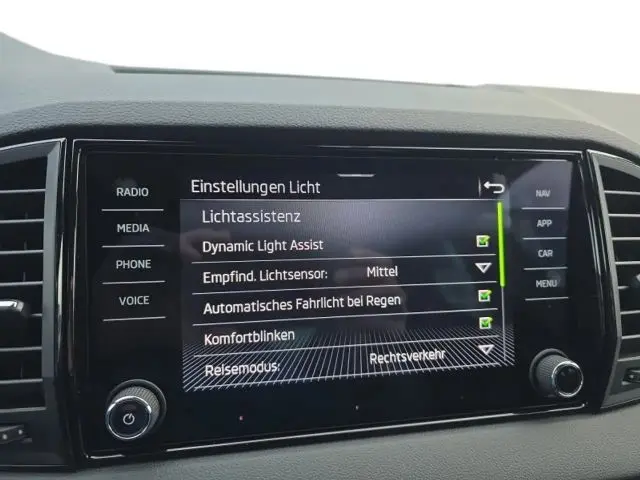 Einstellungen Licht
RADIO
MEDIA
PHONE
VOICE
Lichtassistenz
Dynamic Light Assist
Empfind. Lichtsensor: Mittel
Automatisches Fahrlicht bei Regen
Komfortblinken
Reisemodus: Rechtsverkehr
NAV
APP
CAR
MENU